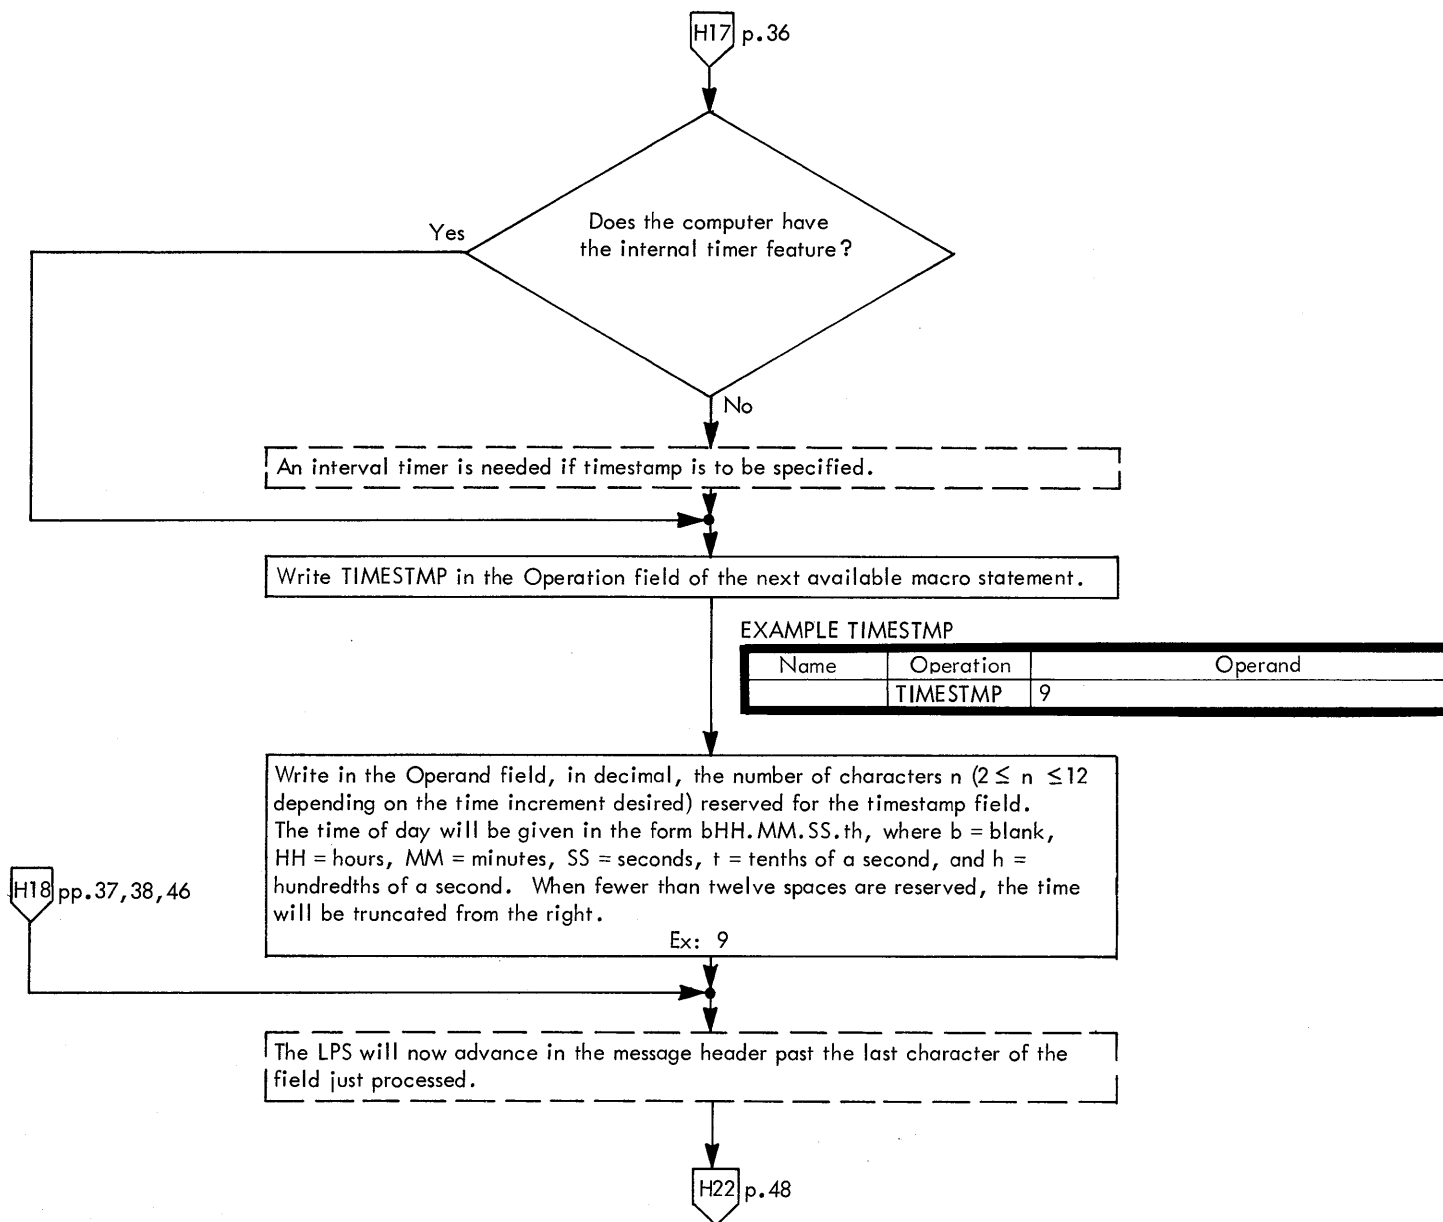 H17 p.36
Does the computer have
the internal timer feature?
Yes
No
An interval timer is needed if timestamp is to be specified.
Write TIMESTMP in the Operation field of the next available macro statement.
EXAMPLE TIMESTMP
Name Operation Operand
TIMESTMP 9
Write in the Operand field, in decimal, the number of characters n (2 ≤ n ≤12
depending on the time increment desired) reserved for the timestamp field.
The time of day will be given in the form bHH.MM.SS.th, where b = blank,
HH = hours, MM = minutes, SS = seconds, t = tenths of a second, and h =
hundredths of a second. When fewer than twelve spaces are reserved, the time
will be truncated from the right.
Ex: 9
H18 pp.37,38,46
The LPS will now advance in the message header past the last character of the
field just processed.
H22 p.48